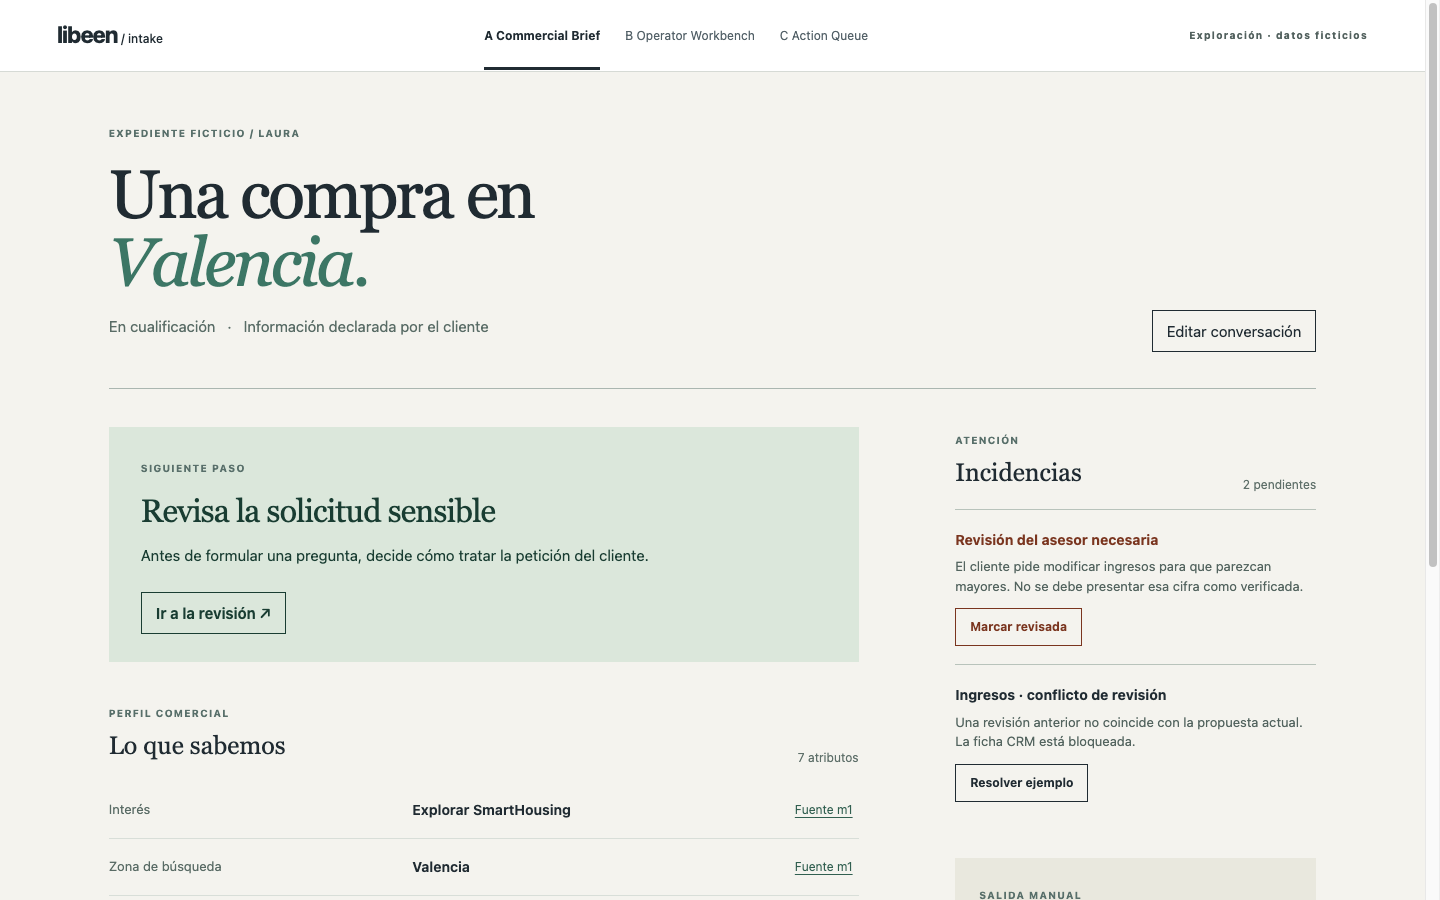 libeen / intake
A Commercial Brief
B Operator Workbench
C Action Queue
Exploración · datos ficticios
EXPEDIENTE FICTICIO / LAURA
Una compra en
Valencia.
En cualificación · Información declarada por el cliente
Editar conversación
SIGUIENTE PASO
Revisa la solicitud sensible
Antes de formular una pregunta, decide cómo tratar la petición del cliente.
Ir a la revisión ↗
PERFIL COMERCIAL
Lo que sabemos
7 atributos
Interés
Explorar SmartHousing
Fuente m1
Zona de búsqueda
Valencia
Fuente m1
ATENCIÓN
Incidencias
2 pendientes
Revisión del asesor necesaria
El cliente pide modificar ingresos para que parezcan
mayores. No se debe presentar esa cifra como verificada.
Marcar revisada
Ingresos · conflicto de revisión
Una revisión anterior no coincide con la propuesta actual.
La ficha CRM está bloqueada.
Resolver ejemplo
SALIDA MANUAL